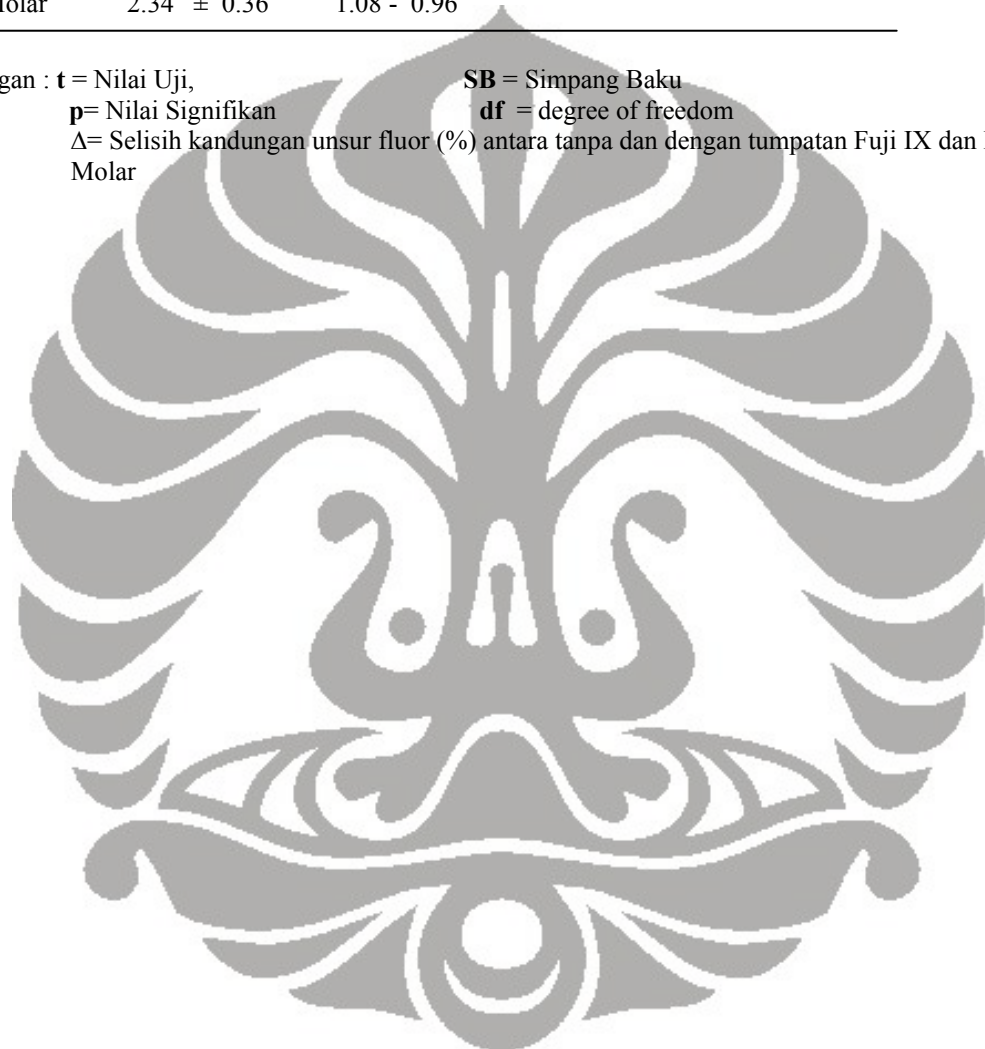 Molar 2.34 ± 0.36 1.08 - 0.96
gan : t = Nilai Uji, SB = Simpang Baku
p= Nilai Signifikan df = degree of freedom
Δ= Selisih kandungan unsur fluor (%) antara tanpa dan dengan tumpatan Fuji IX dan
Molar